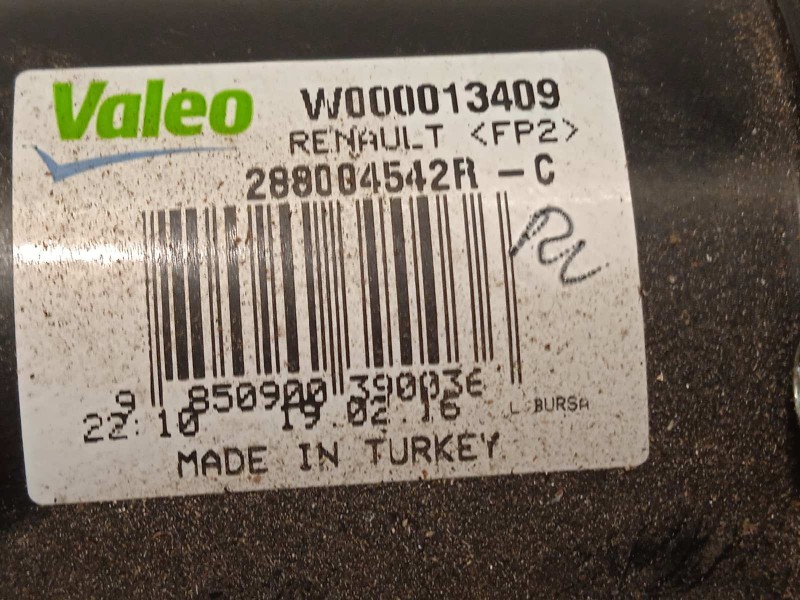 Valeo W000013409
RENAULT <FP2>
288004542R - C
9 850900 390036
22:10 19.02.16 L BURSA
MADE IN TURKEY